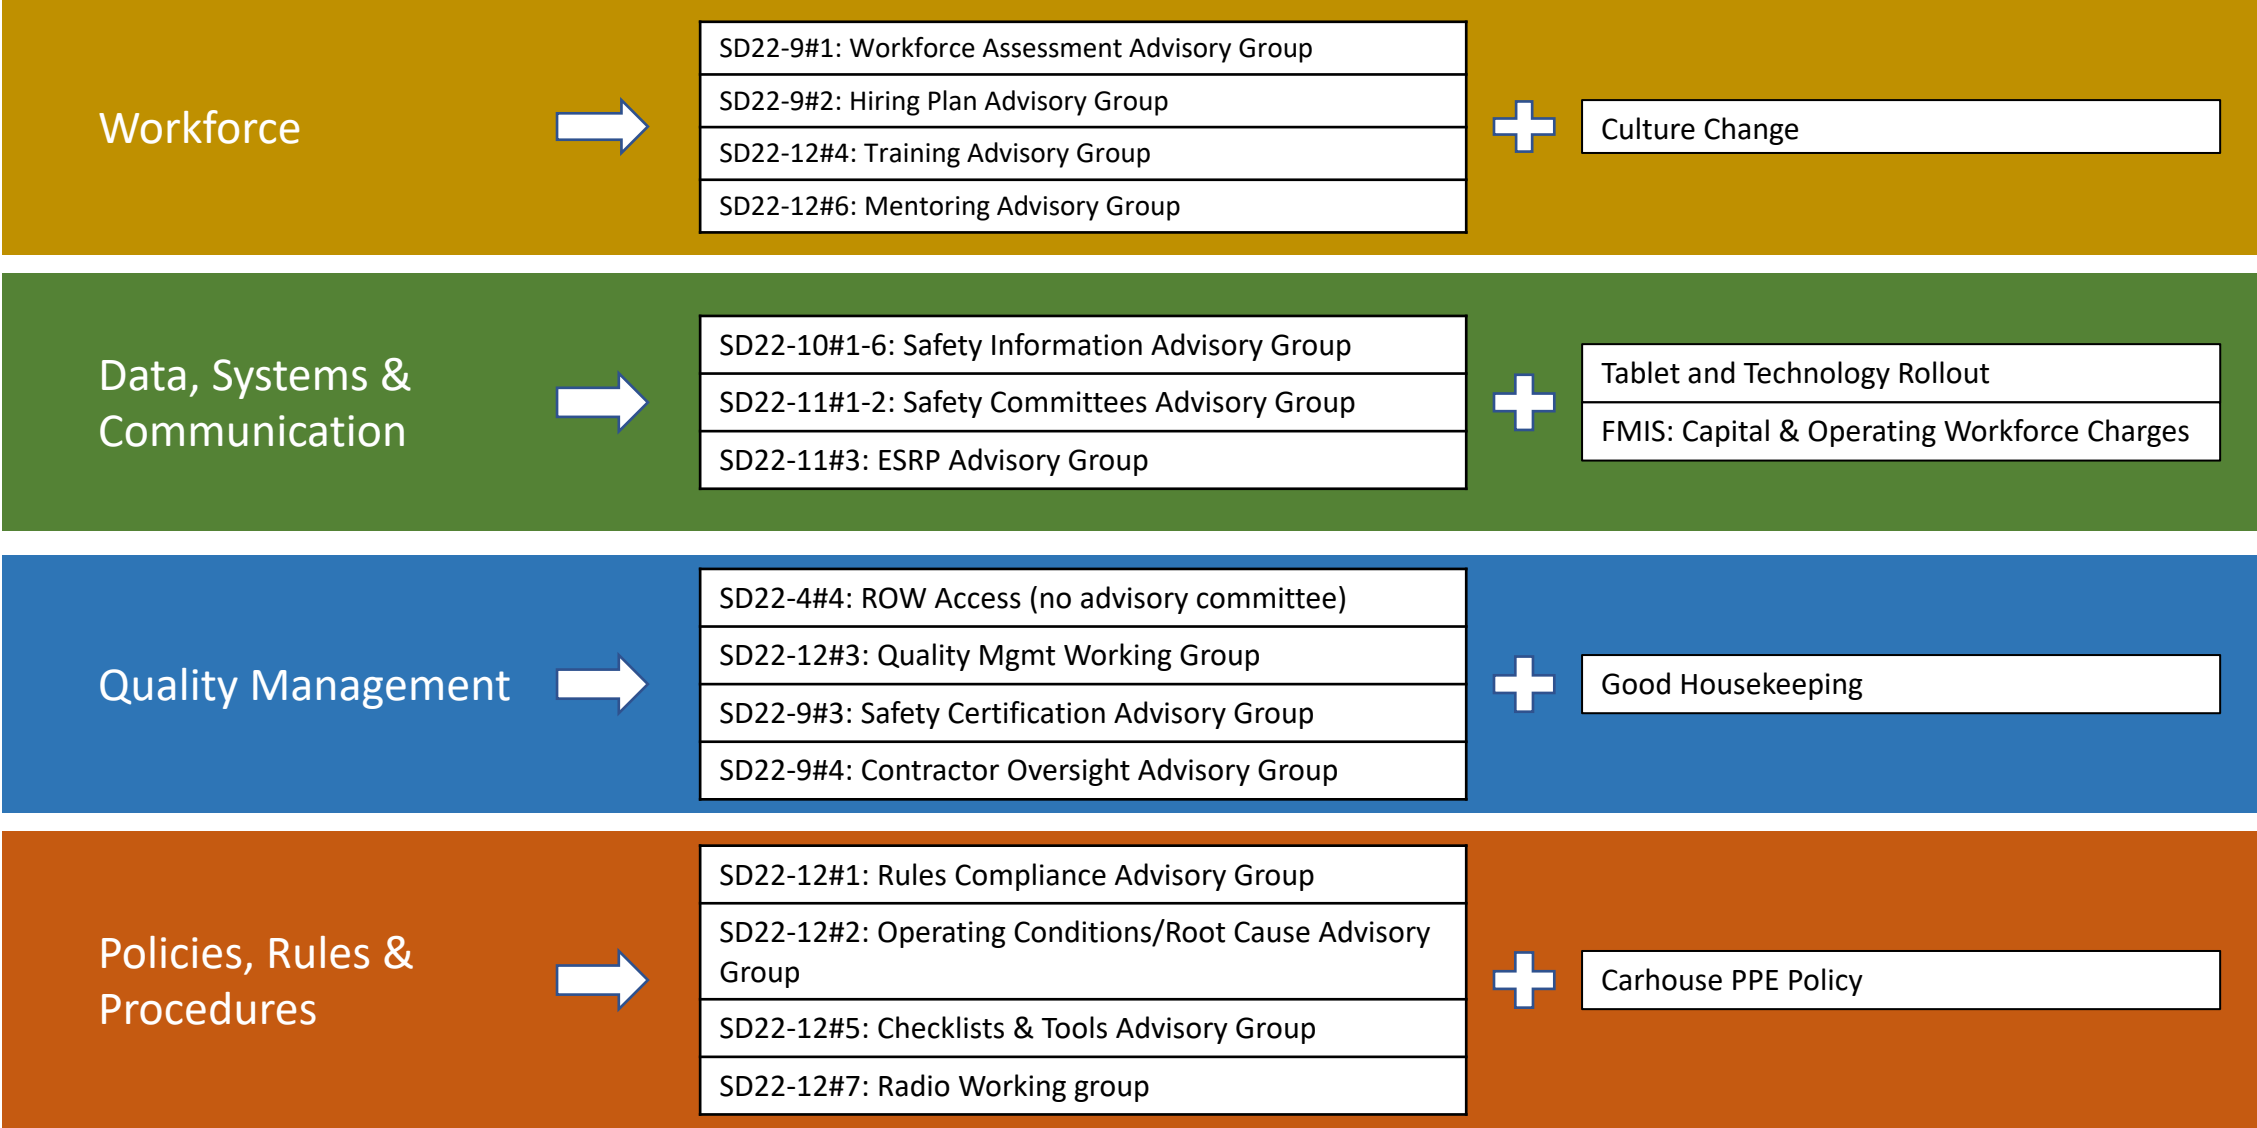 Workforce
SD22-9#1: Workforce Assessment Advisory Group
SD22-9#2: Hiring Plan Advisory Group
SD22-12#4: Training Advisory Group
SD22-12#6: Mentoring Advisory Group
Culture Change
Data, Systems &
Communication
SD22-10#1-6: Safety Information Advisory Group
SD22-11#1-2: Safety Committees Advisory Group
SD22-11#3: ESRP Advisory Group
Tablet and Technology Rollout
FMIS: Capital & Operating Workforce Charges
Quality Management
SD22-4#4: ROW Access (no advisory committee)
SD22-12#3: Quality Mgmt Working Group
SD22-9#3: Safety Certification Advisory Group
SD22-9#4: Contractor Oversight Advisory Group
Good Housekeeping
Policies, Rules &
Procedures
SD22-12#1: Rules Compliance Advisory Group
SD22-12#2: Operating Conditions/Root Cause Advisory
Group
SD22-12#5: Checklists & Tools Advisory Group
SD22-12#7: Radio Working group
Carhouse PPE Policy